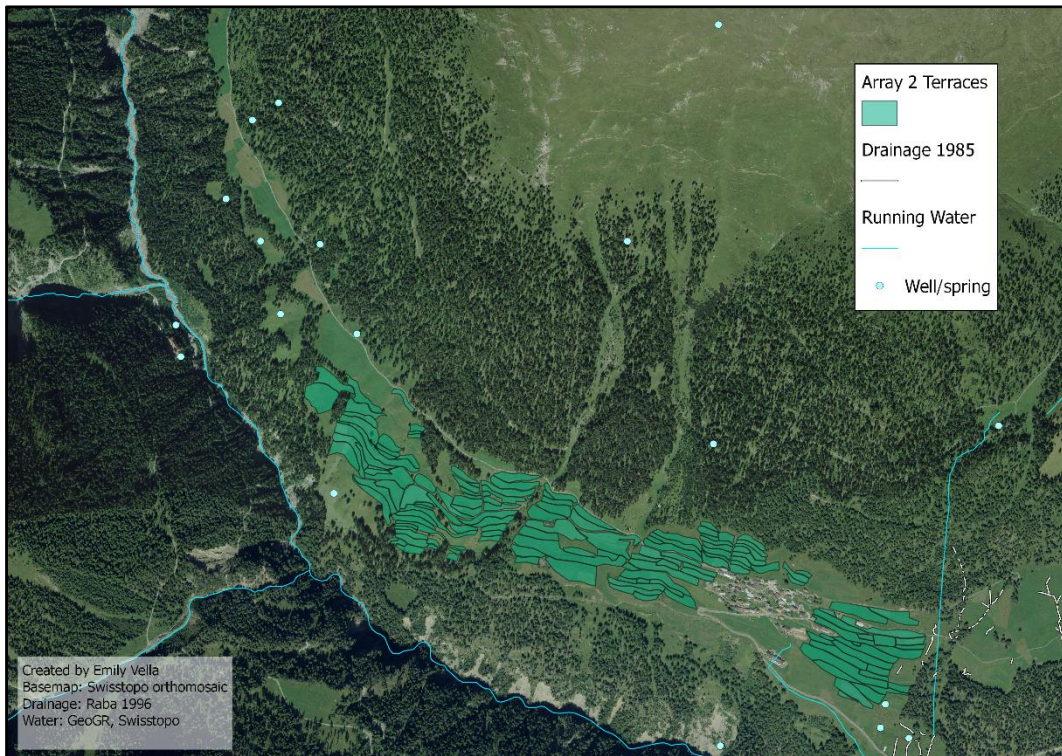 Array 2 Terraces
Drainage 1985
Running Water
Well/spring
Created by Emily Vella
Basemap: Swisstopo orthomosaic
Drainage: Raba 1996
Water: GeoGR, Swisstopo